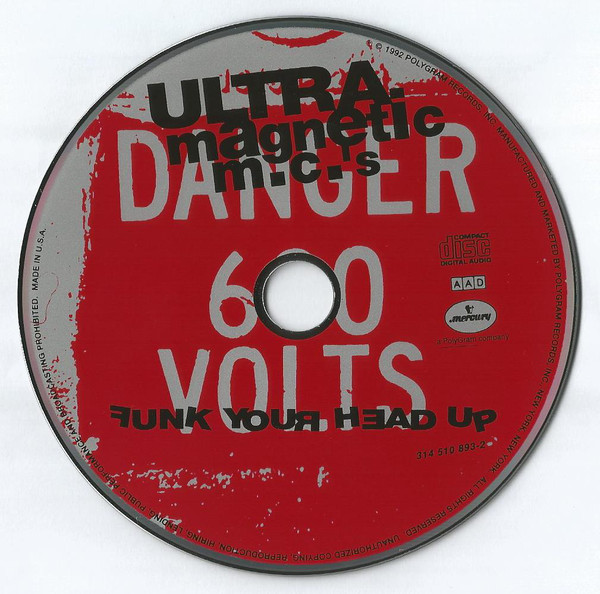 ULTRA.
magnetic
m.c.s
DANGER
600
VOLTS
COMPACT
disc
DIGITAL AUDIO
AAD
mercury
a PolyGram company
FUNK YOUR HEAD UP
314 510 893-2
℗ © 1992 POLYGRAM RECORDS, INC. MANUFACTURED AND MARKETED BY POLYGRAM RECORDS, INC. NEW YORK, NEW YORK. ALL RIGHTS RESERVED. UNAUTHORIZED COPYING, REPRODUCTION, HIRING, LENDING, PUBLIC PERFORMANCE AND BROADCASTING PROHIBITED. MADE IN U.S.A.